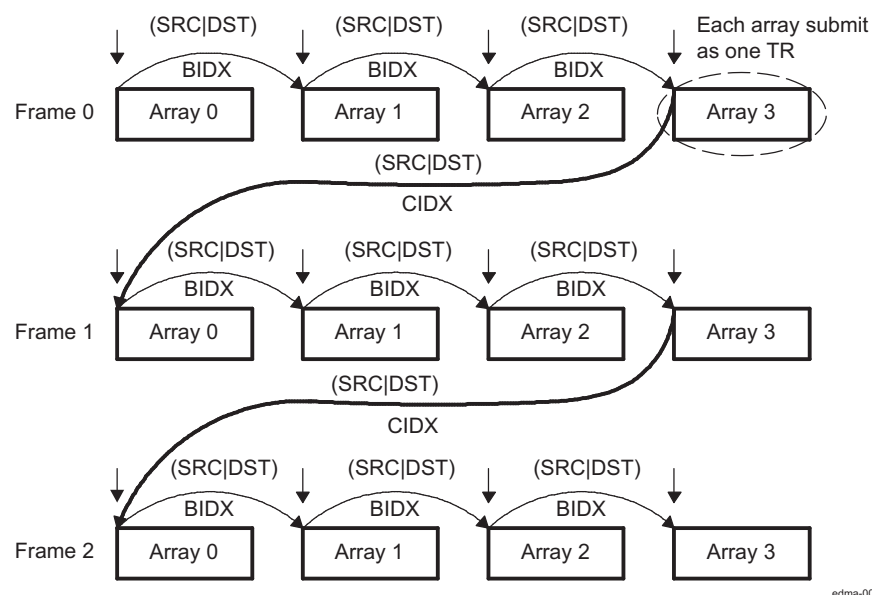 (SRC|DST) (SRC|DST) (SRC|DST) Each array submit
as one TR
BIDX BIDX BIDX
Frame 0 Array 0 Array 1 Array 2 Array 3
(SRC|DST)
CIDX
(SRC|DST) (SRC|DST) (SRC|DST)
BIDX BIDX BIDX
Frame 1 Array 0 Array 1 Array 2 Array 3
(SRC|DST)
CIDX
(SRC|DST) (SRC|DST) (SRC|DST)
BIDX BIDX BIDX
Frame 2 Array 0 Array 1 Array 2 Array 3